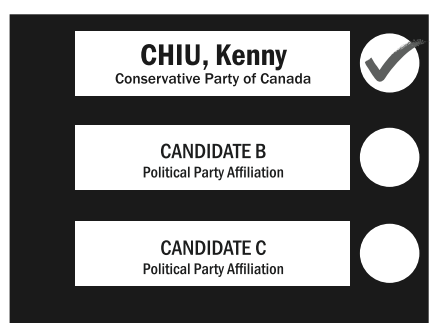 CHIU, Kenny
Conservative Party of Canada
CANDIDATE B
Political Party Affiliation
CANDIDATE C
Political Party Affiliation